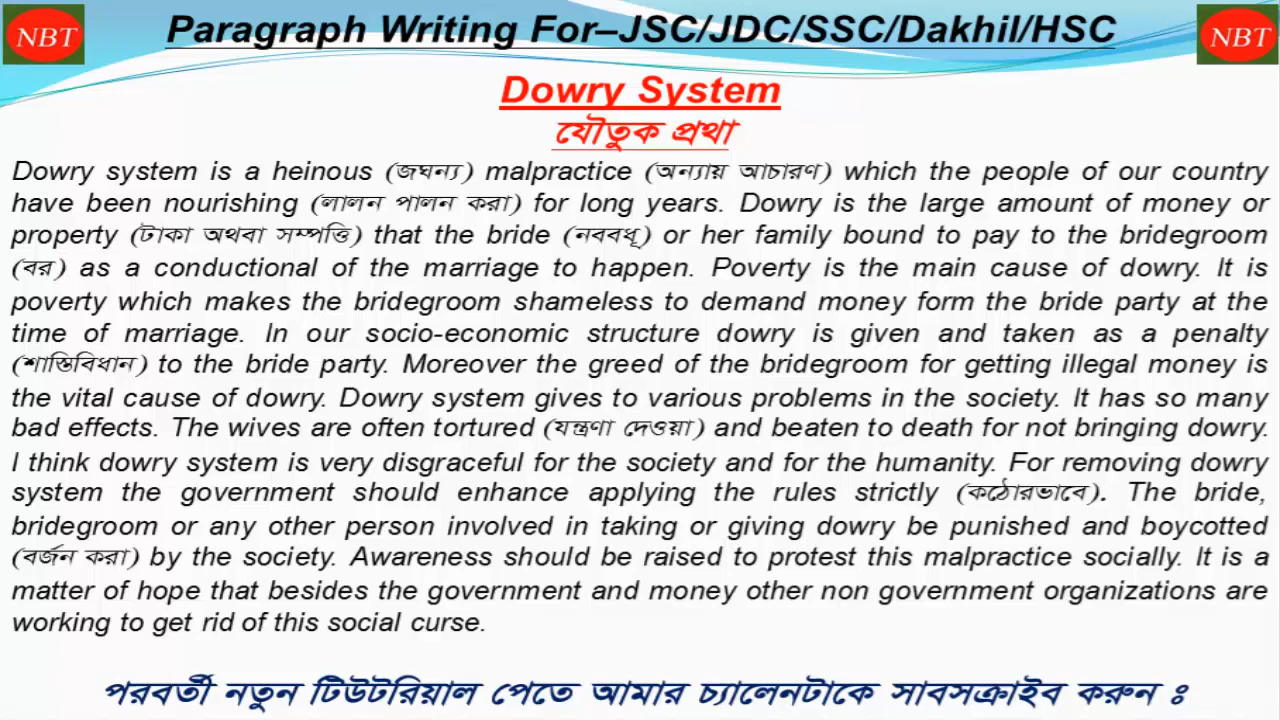 NBT Paragraph Writing For–JSC/JDC/SSC/Dakhil/HSC NBT
Dowry System
যৌতুক প্রথা
Dowry system is a heinous (জঘন্য) malpractice (অন্যায় আচারণ) which the people of our country
have been nourishing (লালন পালন করা) for long years. Dowry is the large amount of money or
property (টাকা অথবা সম্পত্তি) that the bride (নববধূ) or her family bound to pay to the bridegroom
(বর) as a conductional of the marriage to happen. Poverty is the main cause of dowry. It is
poverty which makes the bridegroom shameless to demand money form the bride party at the
time of marriage. In our socio-economic structure dowry is given and taken as a penalty
(শাস্তিবিধান) to the bride party. Moreover the greed of the bridegroom for getting illegal money is
the vital cause of dowry. Dowry system gives to various problems in the society. It has so many
bad effects. The wives are often tortured (যন্ত্রণা দেওয়া) and beaten to death for not bringing dowry.
I think dowry system is very disgraceful for the society and for the humanity. For removing dowry
system the government should enhance applying the rules strictly (কঠোরভাবে). The bride,
bridegroom or any other person involved in taking or giving dowry be punished and boycotted
(বর্জন করা) by the society. Awareness should be raised to protest this malpractice socially. It is a
matter of hope that besides the government and money other non government organizations are
working to get rid of this social curse.
পরবর্তী নতুন টিউটরিয়াল পেতে আমার চ্যালেনটাকে সাবসক্রাইব করুন ঃ